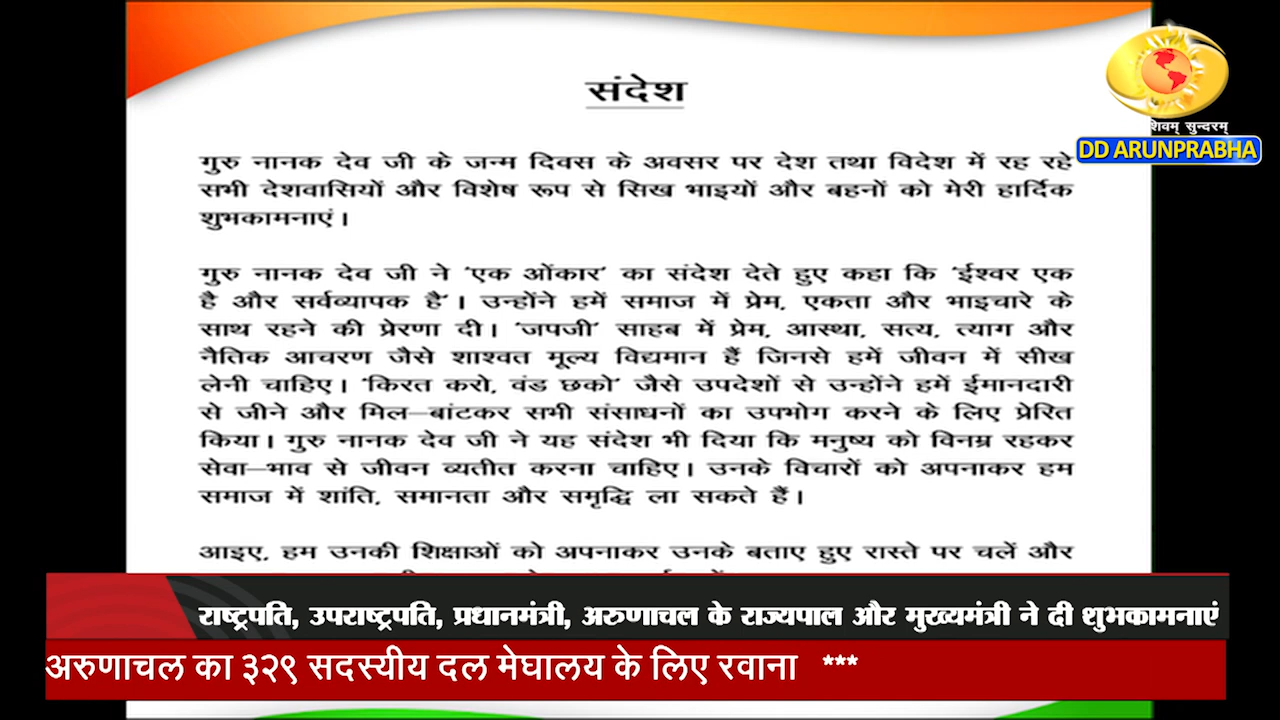 संदेश
शिवम् सुन्दरम्
DD ARUNPRABHA
गुरु नानक देव जी के जन्म दिवस के अवसर पर देश तथा विदेश में रह रहे
सभी देशवासियों और विशेष रूप से सिख भाइयों और बहनों को मेरी हार्दिक
शुभकामनाएं।
गुरु नानक देव जी ने 'एक ओंकार' का संदेश देते हुए कहा कि 'ईश्वर एक
है और सर्वव्यापक है'। उन्होंने हमें समाज में प्रेम, एकता और भाइचारे के
साथ रहने की प्रेरणा दी। 'जपजी' साहब में प्रेम, आस्था, सत्य, त्याग और
नैतिक आचरण जैसे शाश्वत मूल्य विद्यमान हैं जिनसे हमें जीवन में सीख
लेनी चाहिए। 'किरत करो, वंड छको' जैसे उपदेशों से उन्होंने हमें ईमानदारी
से जीने और मिल–बांटकर सभी संसाधनों का उपभोग करने के लिए प्रेरित
किया। गुरु नानक देव जी ने यह संदेश भी दिया कि मनुष्य को विनम्र रहकर
सेवा–भाव से जीवन व्यतीत करना चाहिए। उनके विचारों को अपनाकर हम
समाज में शांति, समानता और समृद्धि ला सकते हैं।
आइए, हम उनकी शिक्षाओं को अपनाकर उनके बताए हुए रास्ते पर चलें और
राष्ट्रपति, उपराष्ट्रपति, प्रधानमंत्री, अरुणाचल के राज्यपाल और मुख्यमंत्री ने दी शुभकामनाएं
अरुणाचल का ३२९ सदस्यीय दल मेघालय के लिए रवाना ***